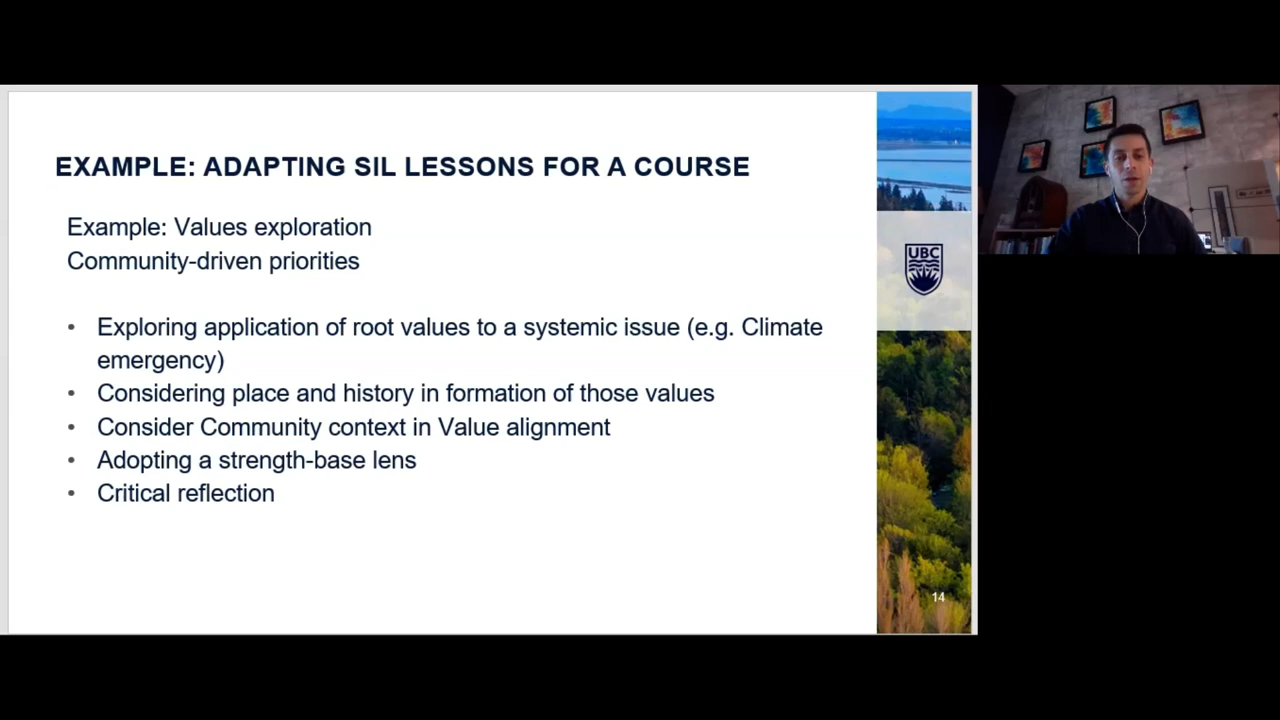 EXAMPLE: ADAPTING SIL LESSONS FOR A COURSE
Example: Values exploration
Community-driven priorities
• Exploring application of root values to a systemic issue (e.g. Climate
emergency)
• Considering place and history in formation of those values
• Consider Community context in Value alignment
• Adopting a strength-base lens
• Critical reflection
UBC
14